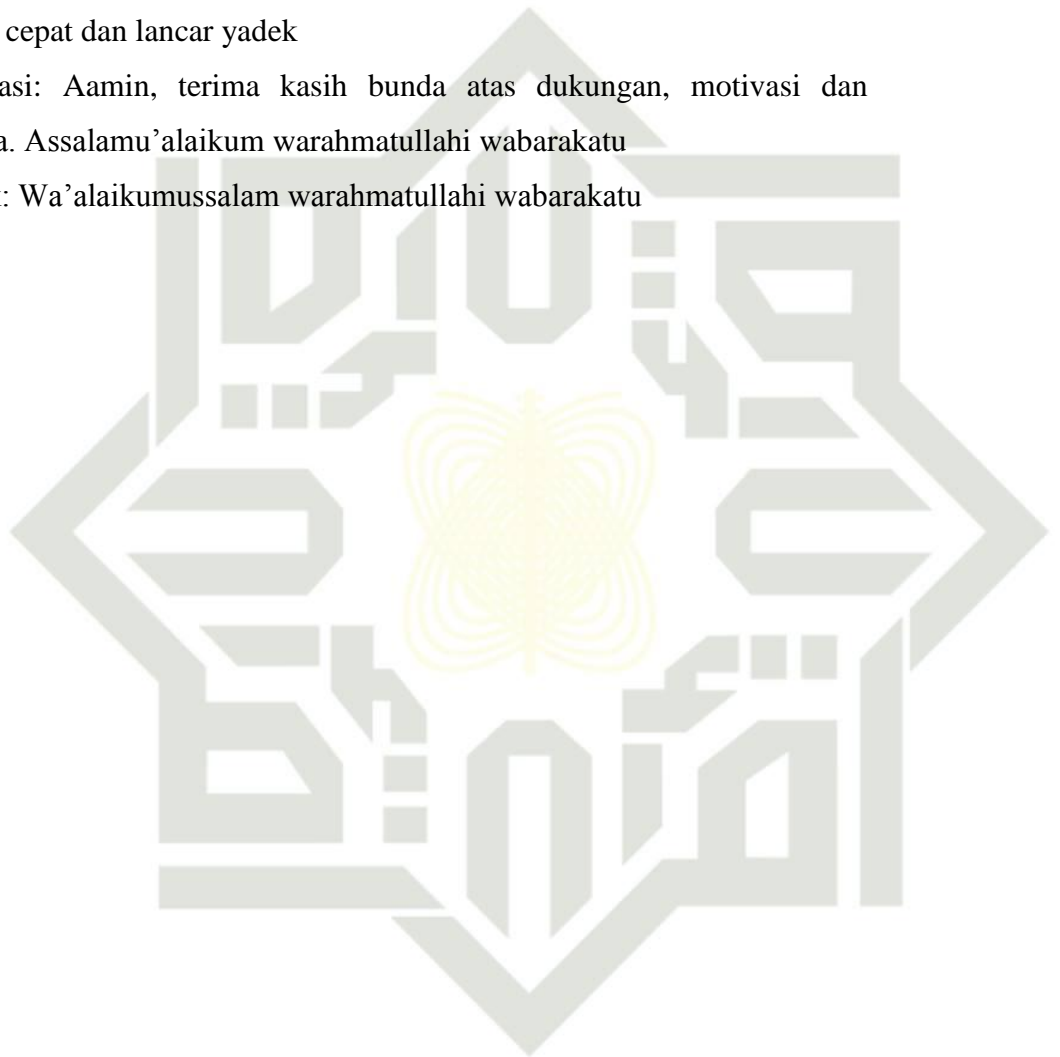 cepat dan lancar yadek
asi: Aamin, terima kasih bunda atas dukungan, motivasi dan
a. Assalamu’alaikum warahmatullahi wabarakatu
: Wa’alaikumussalam warahmatullahi wabarakatu